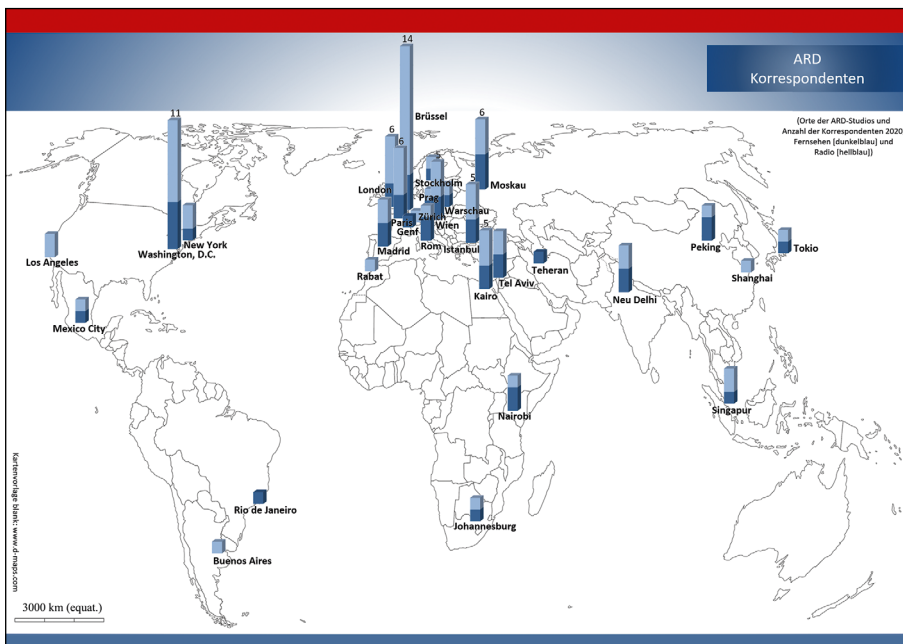 ARD
Korrespondenten
(Orte der ARD-Studios und
Anzahl der Korrespondenten 2020
Fernsehen [dunkelblau] und
Radio [hellblau])
14
11
Brüssel
6
6
6
5
Stockholm
Moskau
London
5
Prag
Warschau
Paris
Zürich
5
Genf
Wien
New York
Madrid
Rom
Istanbul
Washington, D.C.
Peking
Tokio
Los Angeles
Teheran
Rabat
Shanghai
Tel Aviv
Kairo
Neu Delhi
Mexico City
Singapur
Nairobi
Rio de Janeiro
Johannesburg
Buenos Aires
Kartenvorlage blank: www.d-maps.com
3000 km (equat.)